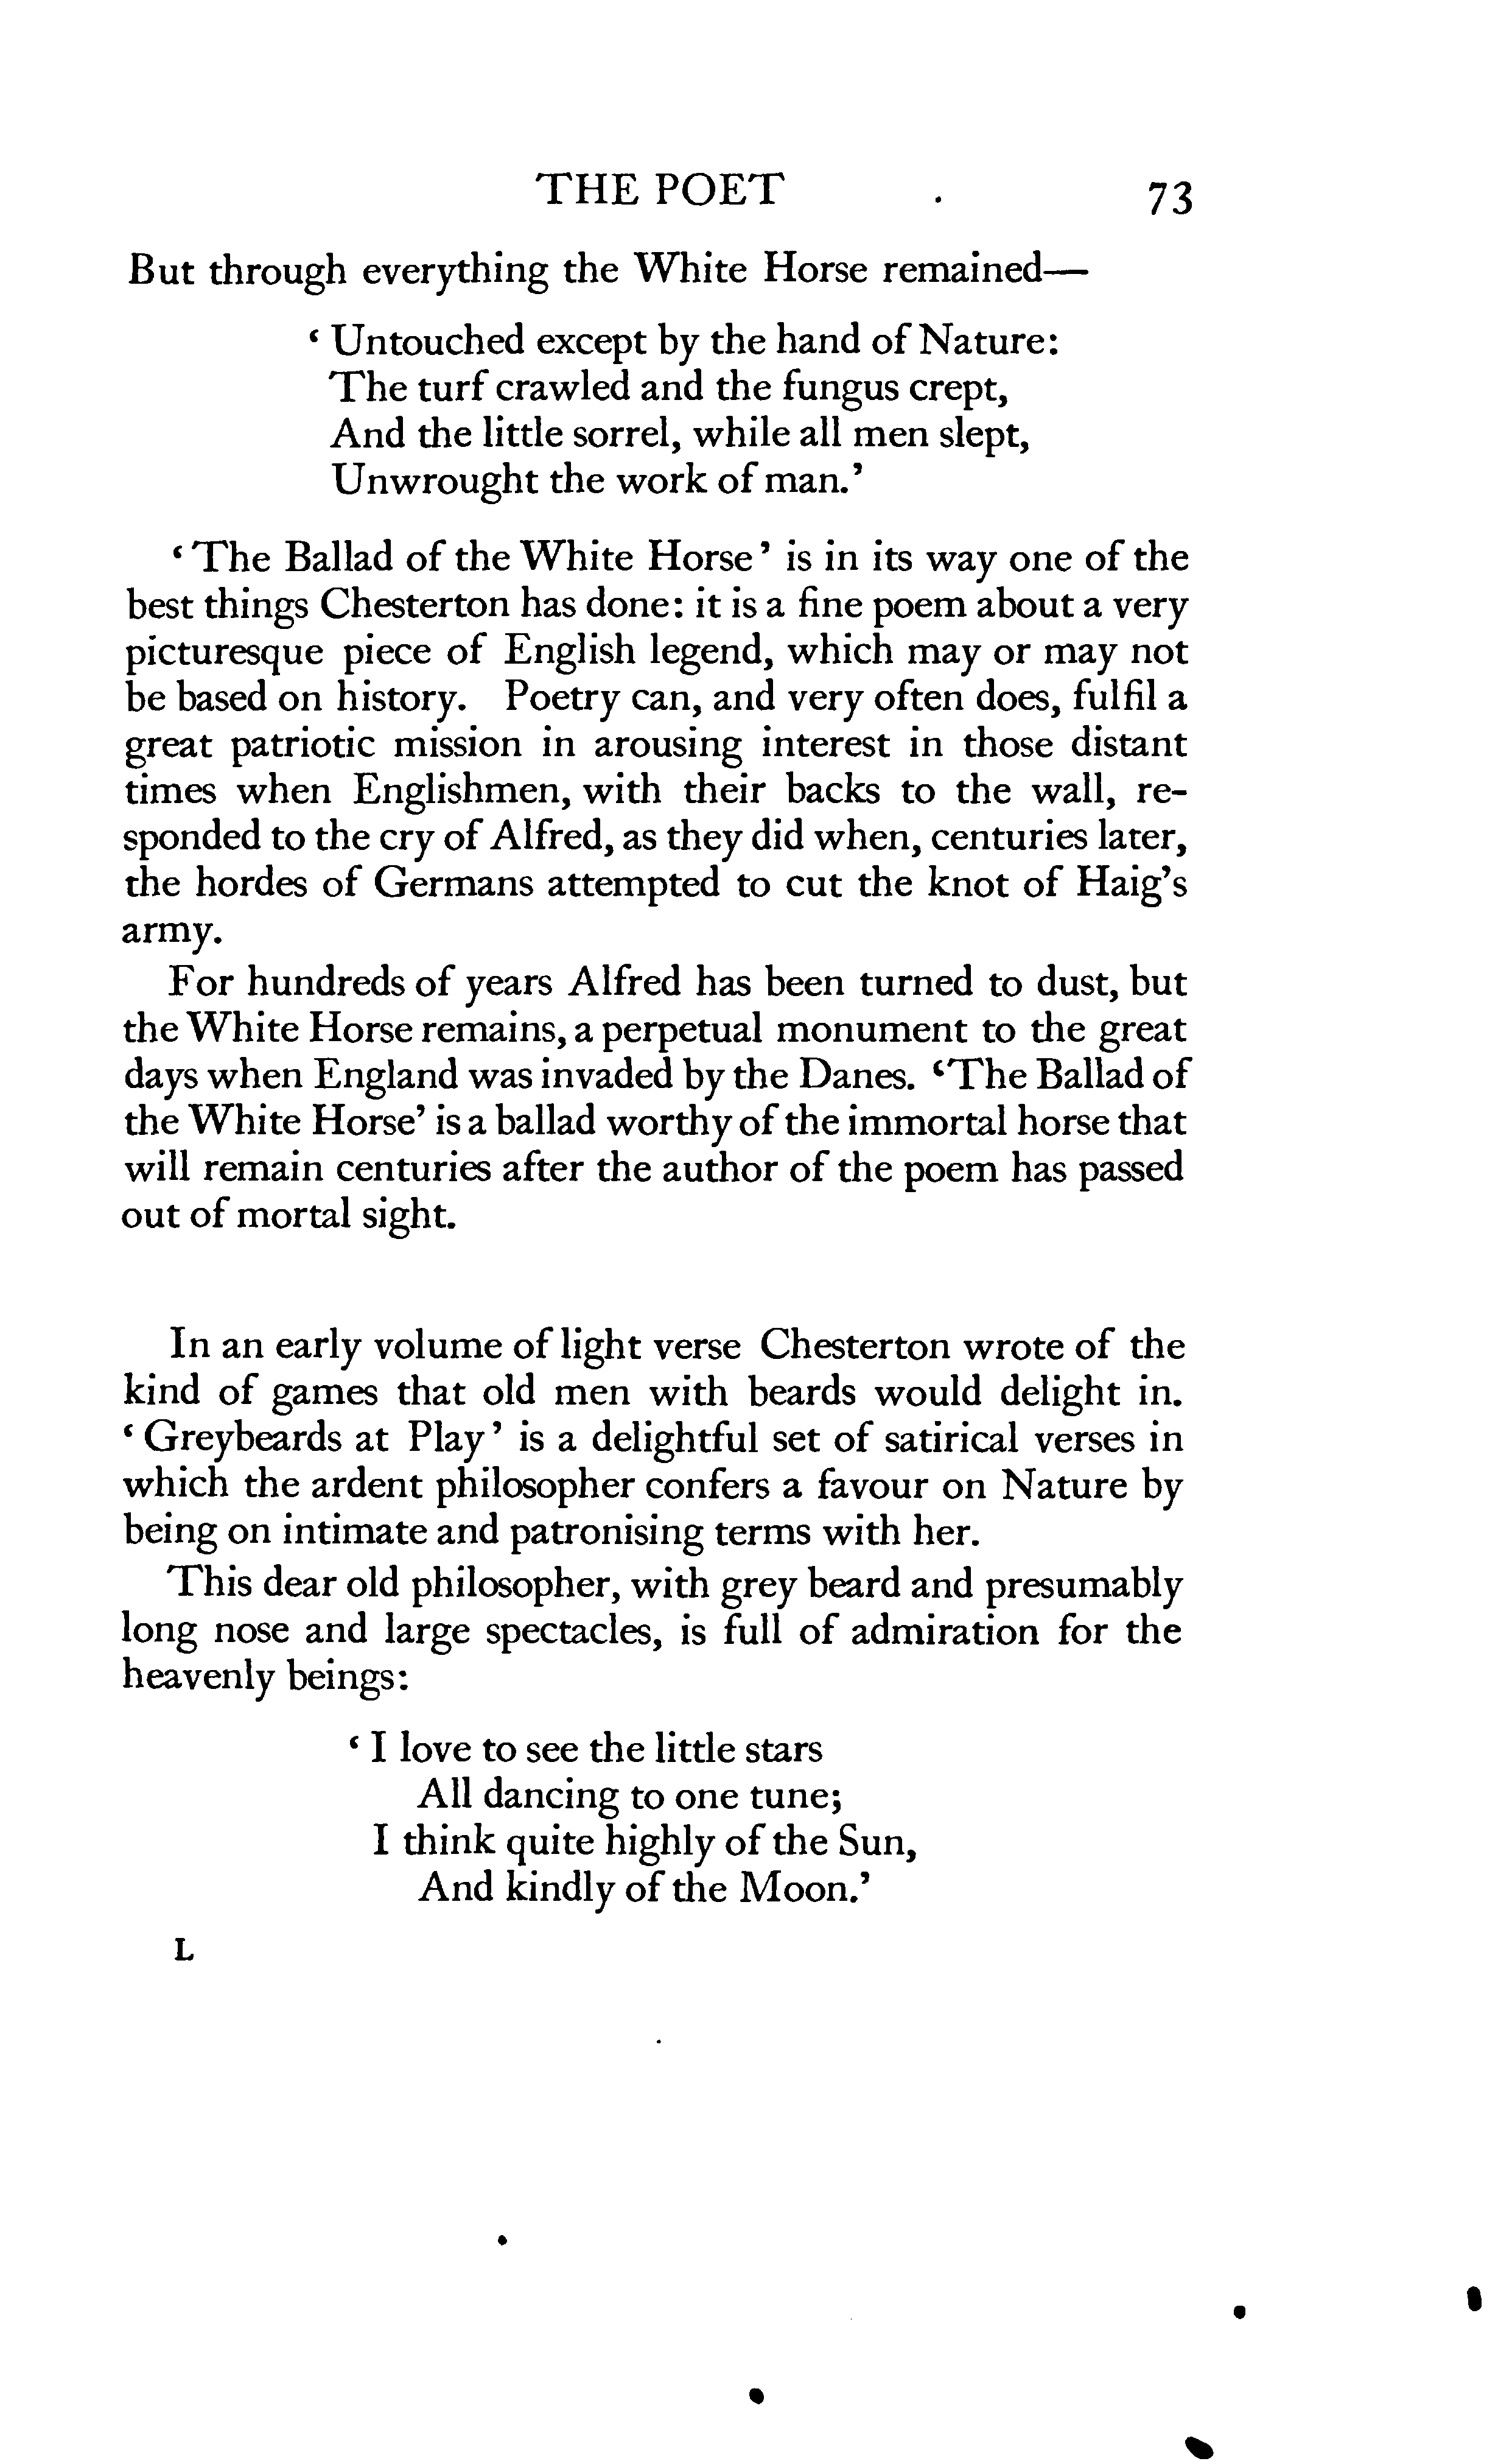 THE POET 73
But through everything the White Horse remained—
‘ Untouched except by the hand of Nature:
The turf crawled and the fungus crept,
And the little sorrel, while all men slept,
Unwrought the work of man.’
‘ The Ballad of the White Horse ’ is in its way one of the
best things Chesterton has done: it is a fine poem about a very
picturesque piece of English legend, which may or may not
be based on history. Poetry can, and very often does, fulfil a
great patriotic mission in arousing interest in those distant
times when Englishmen, with their backs to the wall, re-
sponded to the cry of Alfred, as they did when, centuries later,
the hordes of Germans attempted to cut the knot of Haig’s
army.
For hundreds of years Alfred has been turned to dust, but
the White Horse remains, a perpetual monument to the great
days when England was invaded by the Danes. ‘The Ballad of
the White Horse’ is a ballad worthy of the immortal horse that
will remain centuries after the author of the poem has passed
out of mortal sight.
In an early volume of light verse Chesterton wrote of the
kind of games that old men with beards would delight in.
‘ Greybeards at Play ’ is a delightful set of satirical verses in
which the ardent philosopher confers a favour on Nature by
being on intimate and patronising terms with her.
This dear old philosopher, with grey beard and presumably
long nose and large spectacles, is full of admiration for the
heavenly beings:
‘ I love to see the little stars
All dancing to one tune;
I think quite highly of the Sun,
And kindly of the Moon.’
L